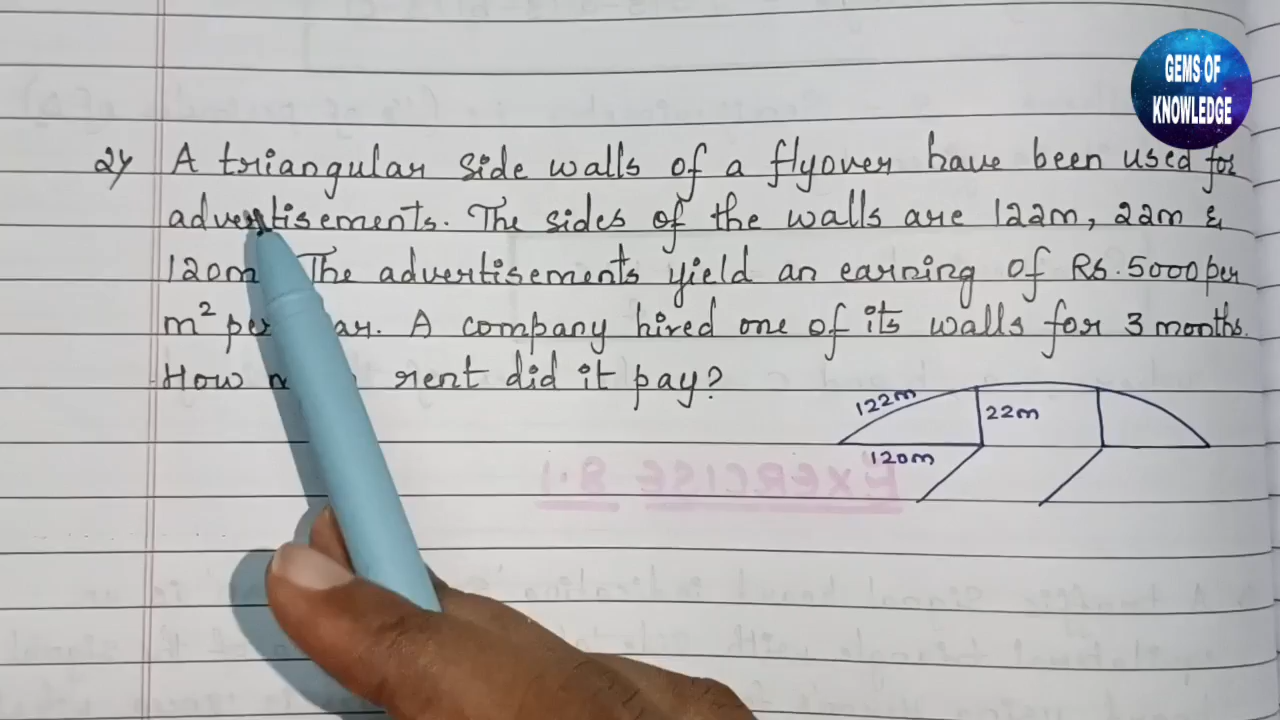 GEMS OF
KNOWLEDGE
2y A triangular side walls of a flyover have been used for
advertisements. The sides of the walls are 122m, 22m &
120m The advertisements yield an earning of Rs. 5000 per
m² per ar. A company hired one of its walls for 3 months.
How rent did it pay?
122m
22m
120m
EXERCISE 8.1